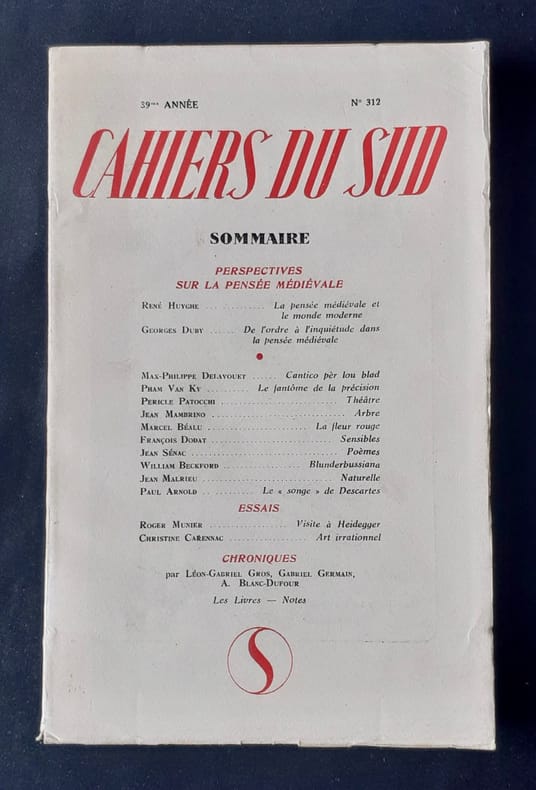 39me ANNÉE N° 312
CAHIERS DU SUD
SOMMAIRE
PERSPECTIVES
SUR LA PENSÉE MÉDIÉVALE
RENÉ HUYGHE ............ La pensée médiévale et
le monde moderne
GEORGES DUBY ...... De l'ordre à l'inquiétude dans
la pensée médiévale
MAX-PHILIPPE DELAVOUET ...... Cantico pèr lou blad
PHAM VAN KY .......... Le fantôme de la précision
PERICLE PATOCCHI ............................ Théâtre
JEAN MAMBRINO ............................... Arbre
MARCEL BÉALU ......................... La fleur rouge
FRANÇOIS DODAT ............................ Sensibles
JEAN SÉNAC .................................. Poèmes
WILLIAM BECKFORD .................. Blunderbussiana
JEAN MALRIEU ............................. Naturelle
PAUL ARNOLD .. .......... Le « songe » de Descartes
ESSAIS
ROGER MUNIER ................... Visite à Heidegger
CHRISTINE CARENNAC .................. Art irrationnel
CHRONIQUES
par LÉON-GABRIEL GROS, GABRIEL GERMAIN,
A. BLANC-DUFOUR
Les Livres — Notes
S